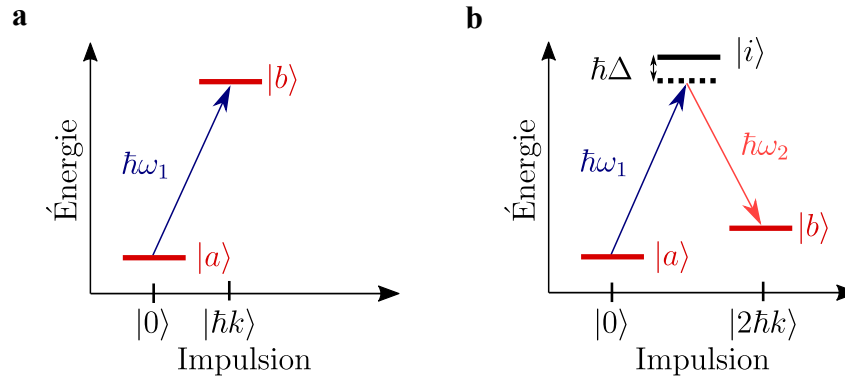 a
|b⟩
ħω₁
Énergie
|a⟩
|0⟩ |ħk⟩
Impulsion
b
|i⟩
ħΔ
ħω₁ ħω₂
Énergie
|b⟩
|a⟩
|0⟩ |2ħk⟩
Impulsion